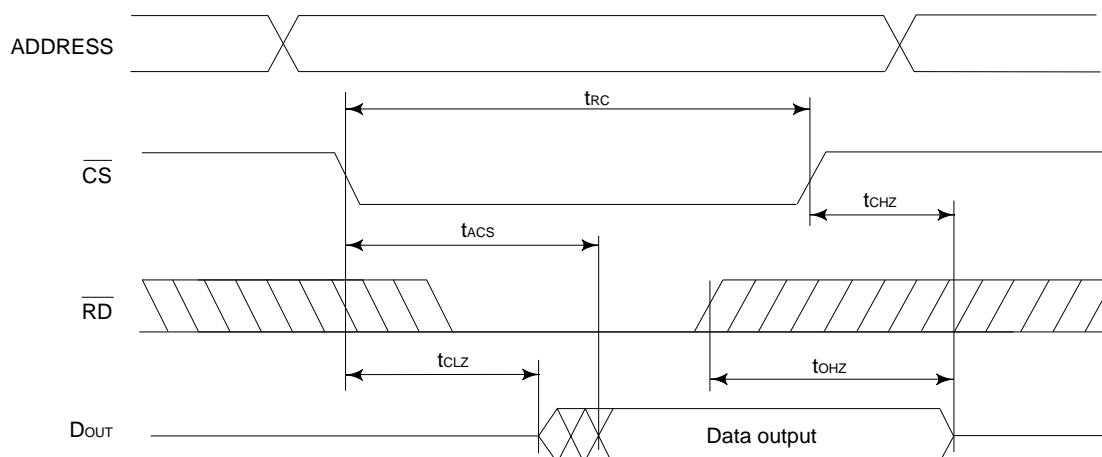 ADDRESS
tRC
CS
tCHZ
tACS
RD
tCLZ
tOHZ
DOUT
Data output